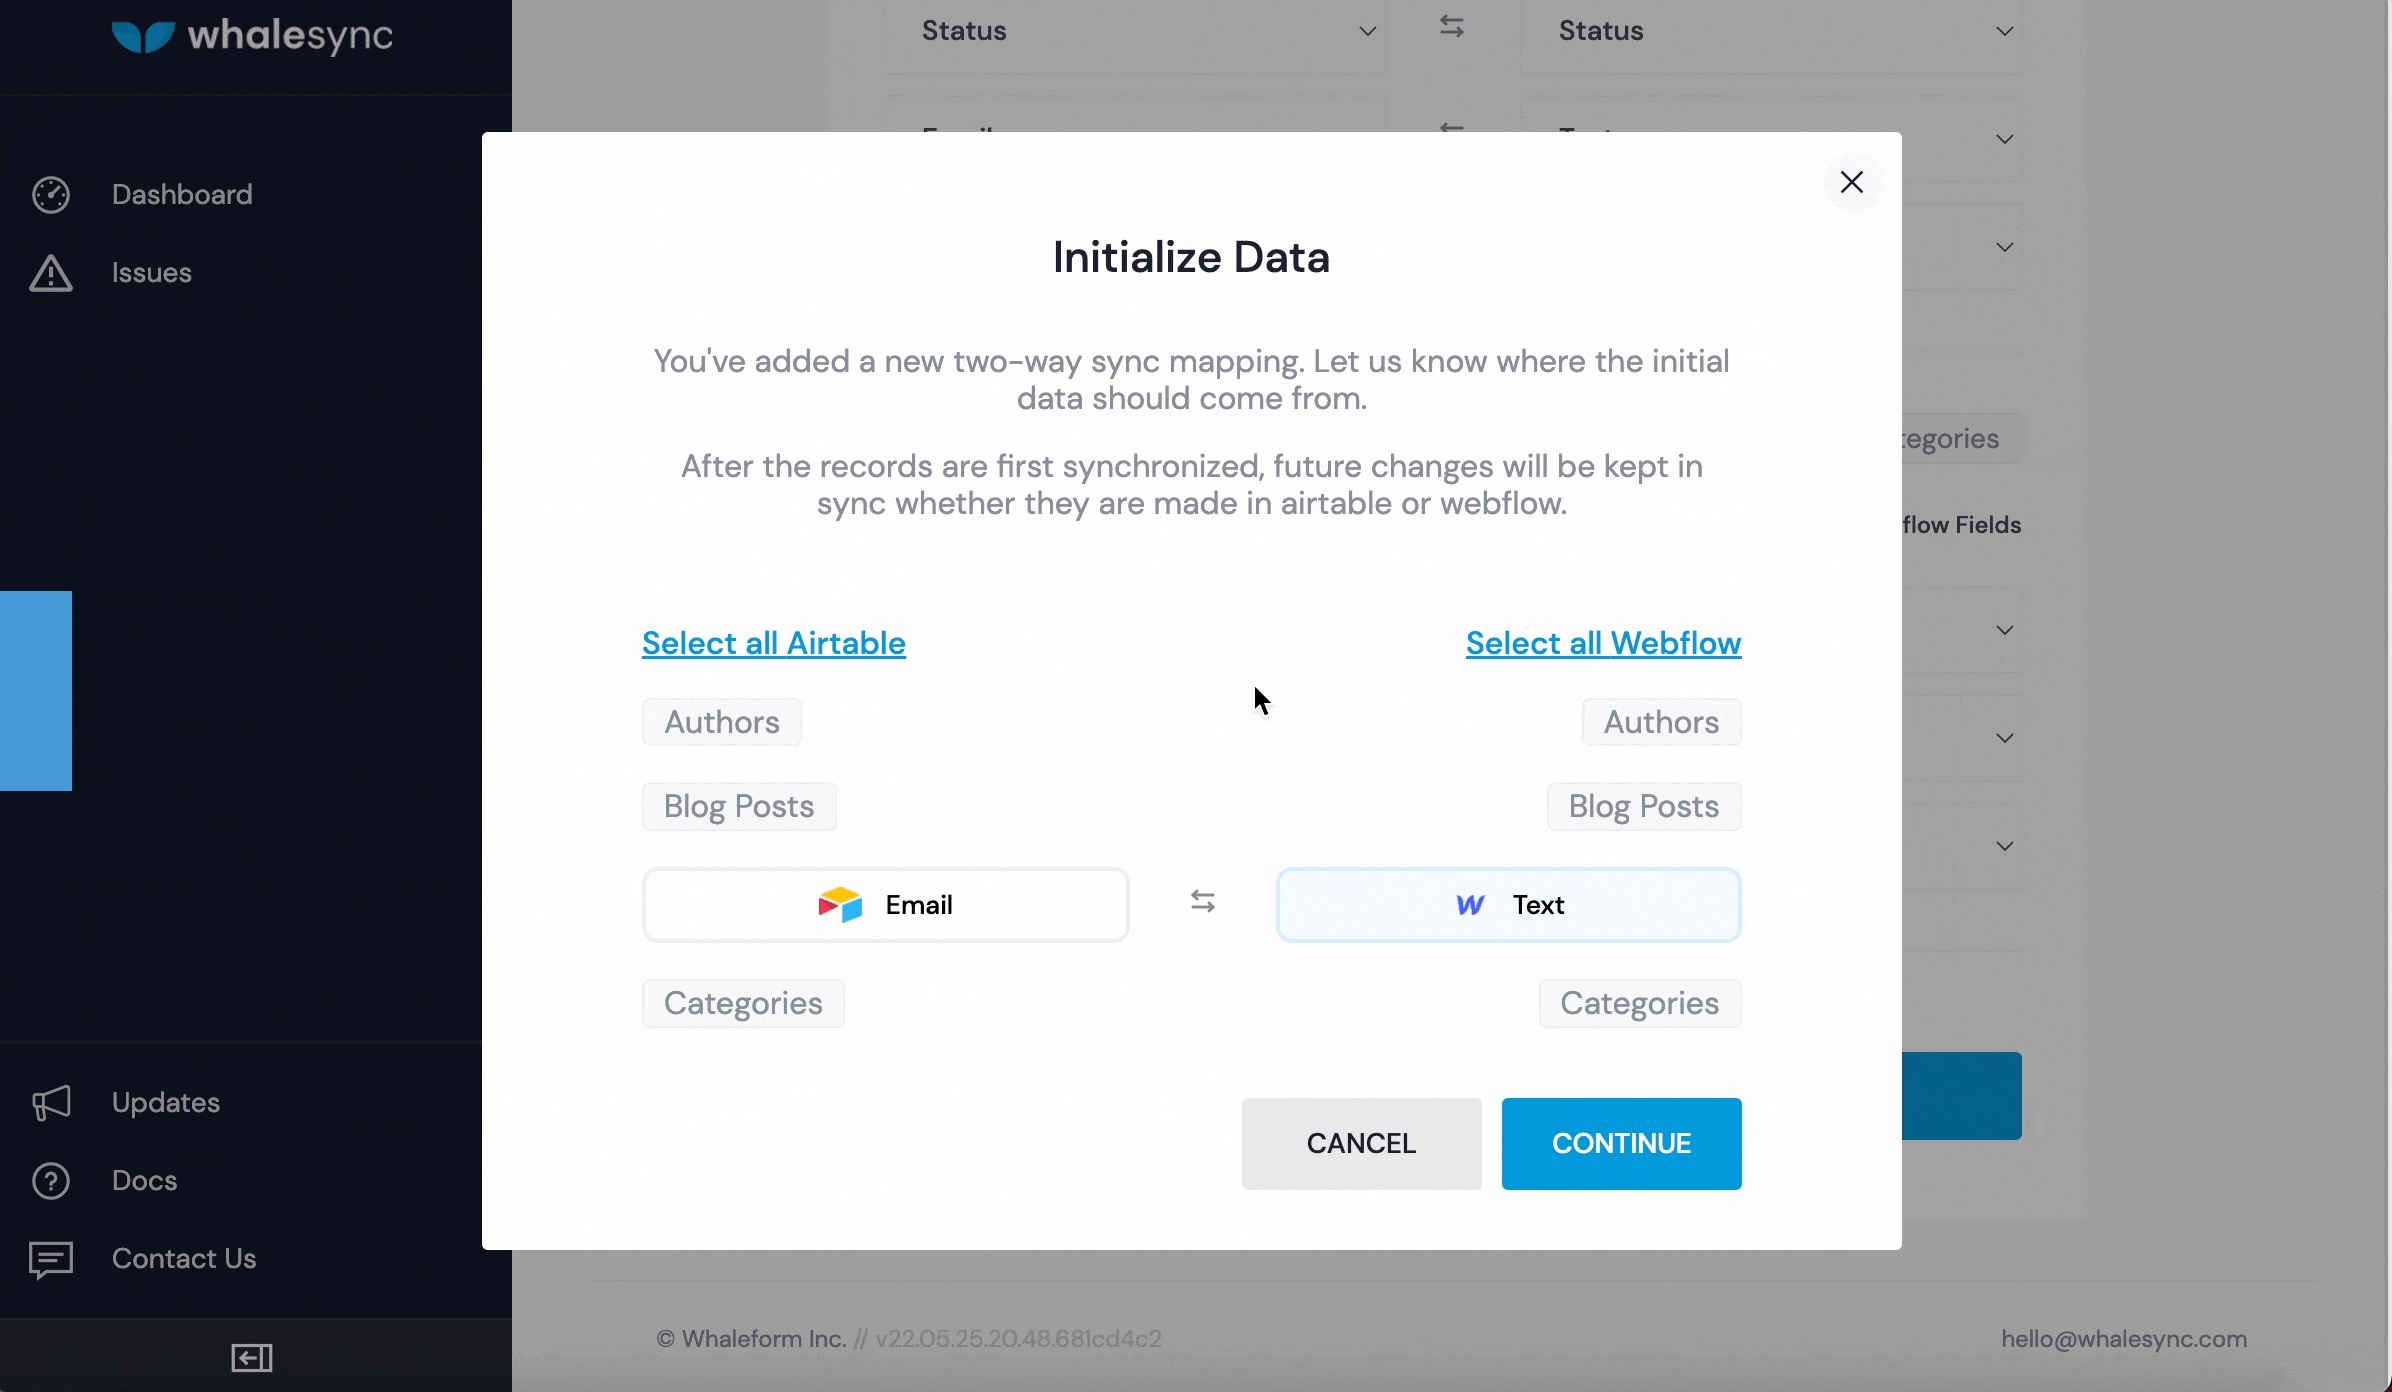 whalesync
Dashboard
Issues
Updates
Docs
Contact Us
Status
Status
Initialize Data
You've added a new two-way sync mapping. Let us know where the initial
data should come from.
After the records are first synchronized, future changes will be kept in
sync whether they are made in airtable or webflow.
Select all Airtable
Select all Webflow
Authors
Authors
Blog Posts
Blog Posts
Email
Text
Categories
Categories
CANCEL
CONTINUE
tegories
flow Fields
© Whaleform Inc. // v22.05.25.20.48.681cd4c2
hello@whalesync.com